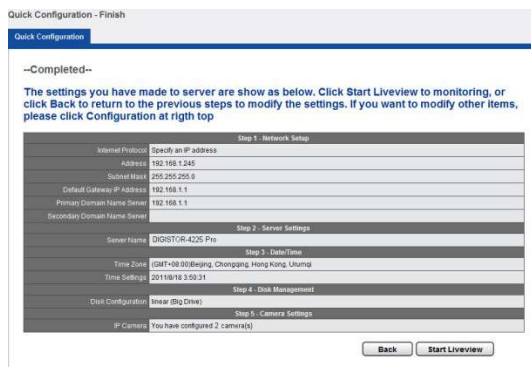 Quick Configuration - Finish
Quick Configuration
--Completed--
The settings you have made to server are show as below. Click Start Liveview to monitoring, or
click Back to return to the previous steps to modify the settings. If you want to modify other items,
please click Configuration at rigth top
Step 1 - Network Setup
Internet Protocol Specify an IP address
Address 192.168.1.245
Subnet Mask 255.255.255.0
Default Gateway IP Address 192.168.1.1
Primary Domain Name Server 192.168.1.1
Secondary Domain Name Server
Step 2 - Server Settings
Server Name DIGISTOR-4225 Pro
Step 3 - Date/Time
Time Zone (GMT+08:00)Beijing, Chongqing, Hong Kong, Urumqi
Time Settings 2011/8/18 3:50:31
Step 4 - Disk Management
Disk Configuration linear (Big Drive)
Step 5 - Camera Settings
IP Camera You have configured 2 camera(s)
Back Start Liveview